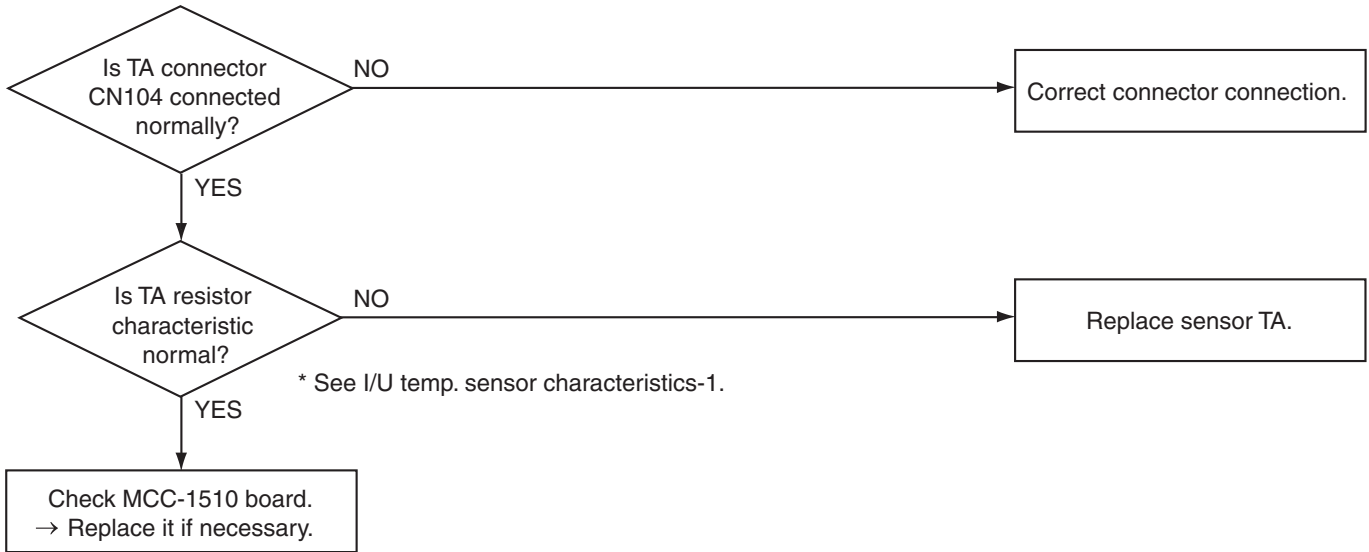 Is TA connector
CN104 connected
normally?
NO
Correct connector connection.
YES
Is TA resistor
characteristic
normal?
NO
Replace sensor TA.
* See I/U temp. sensor characteristics-1.
YES
Check MCC-1510 board.
→ Replace it if necessary.